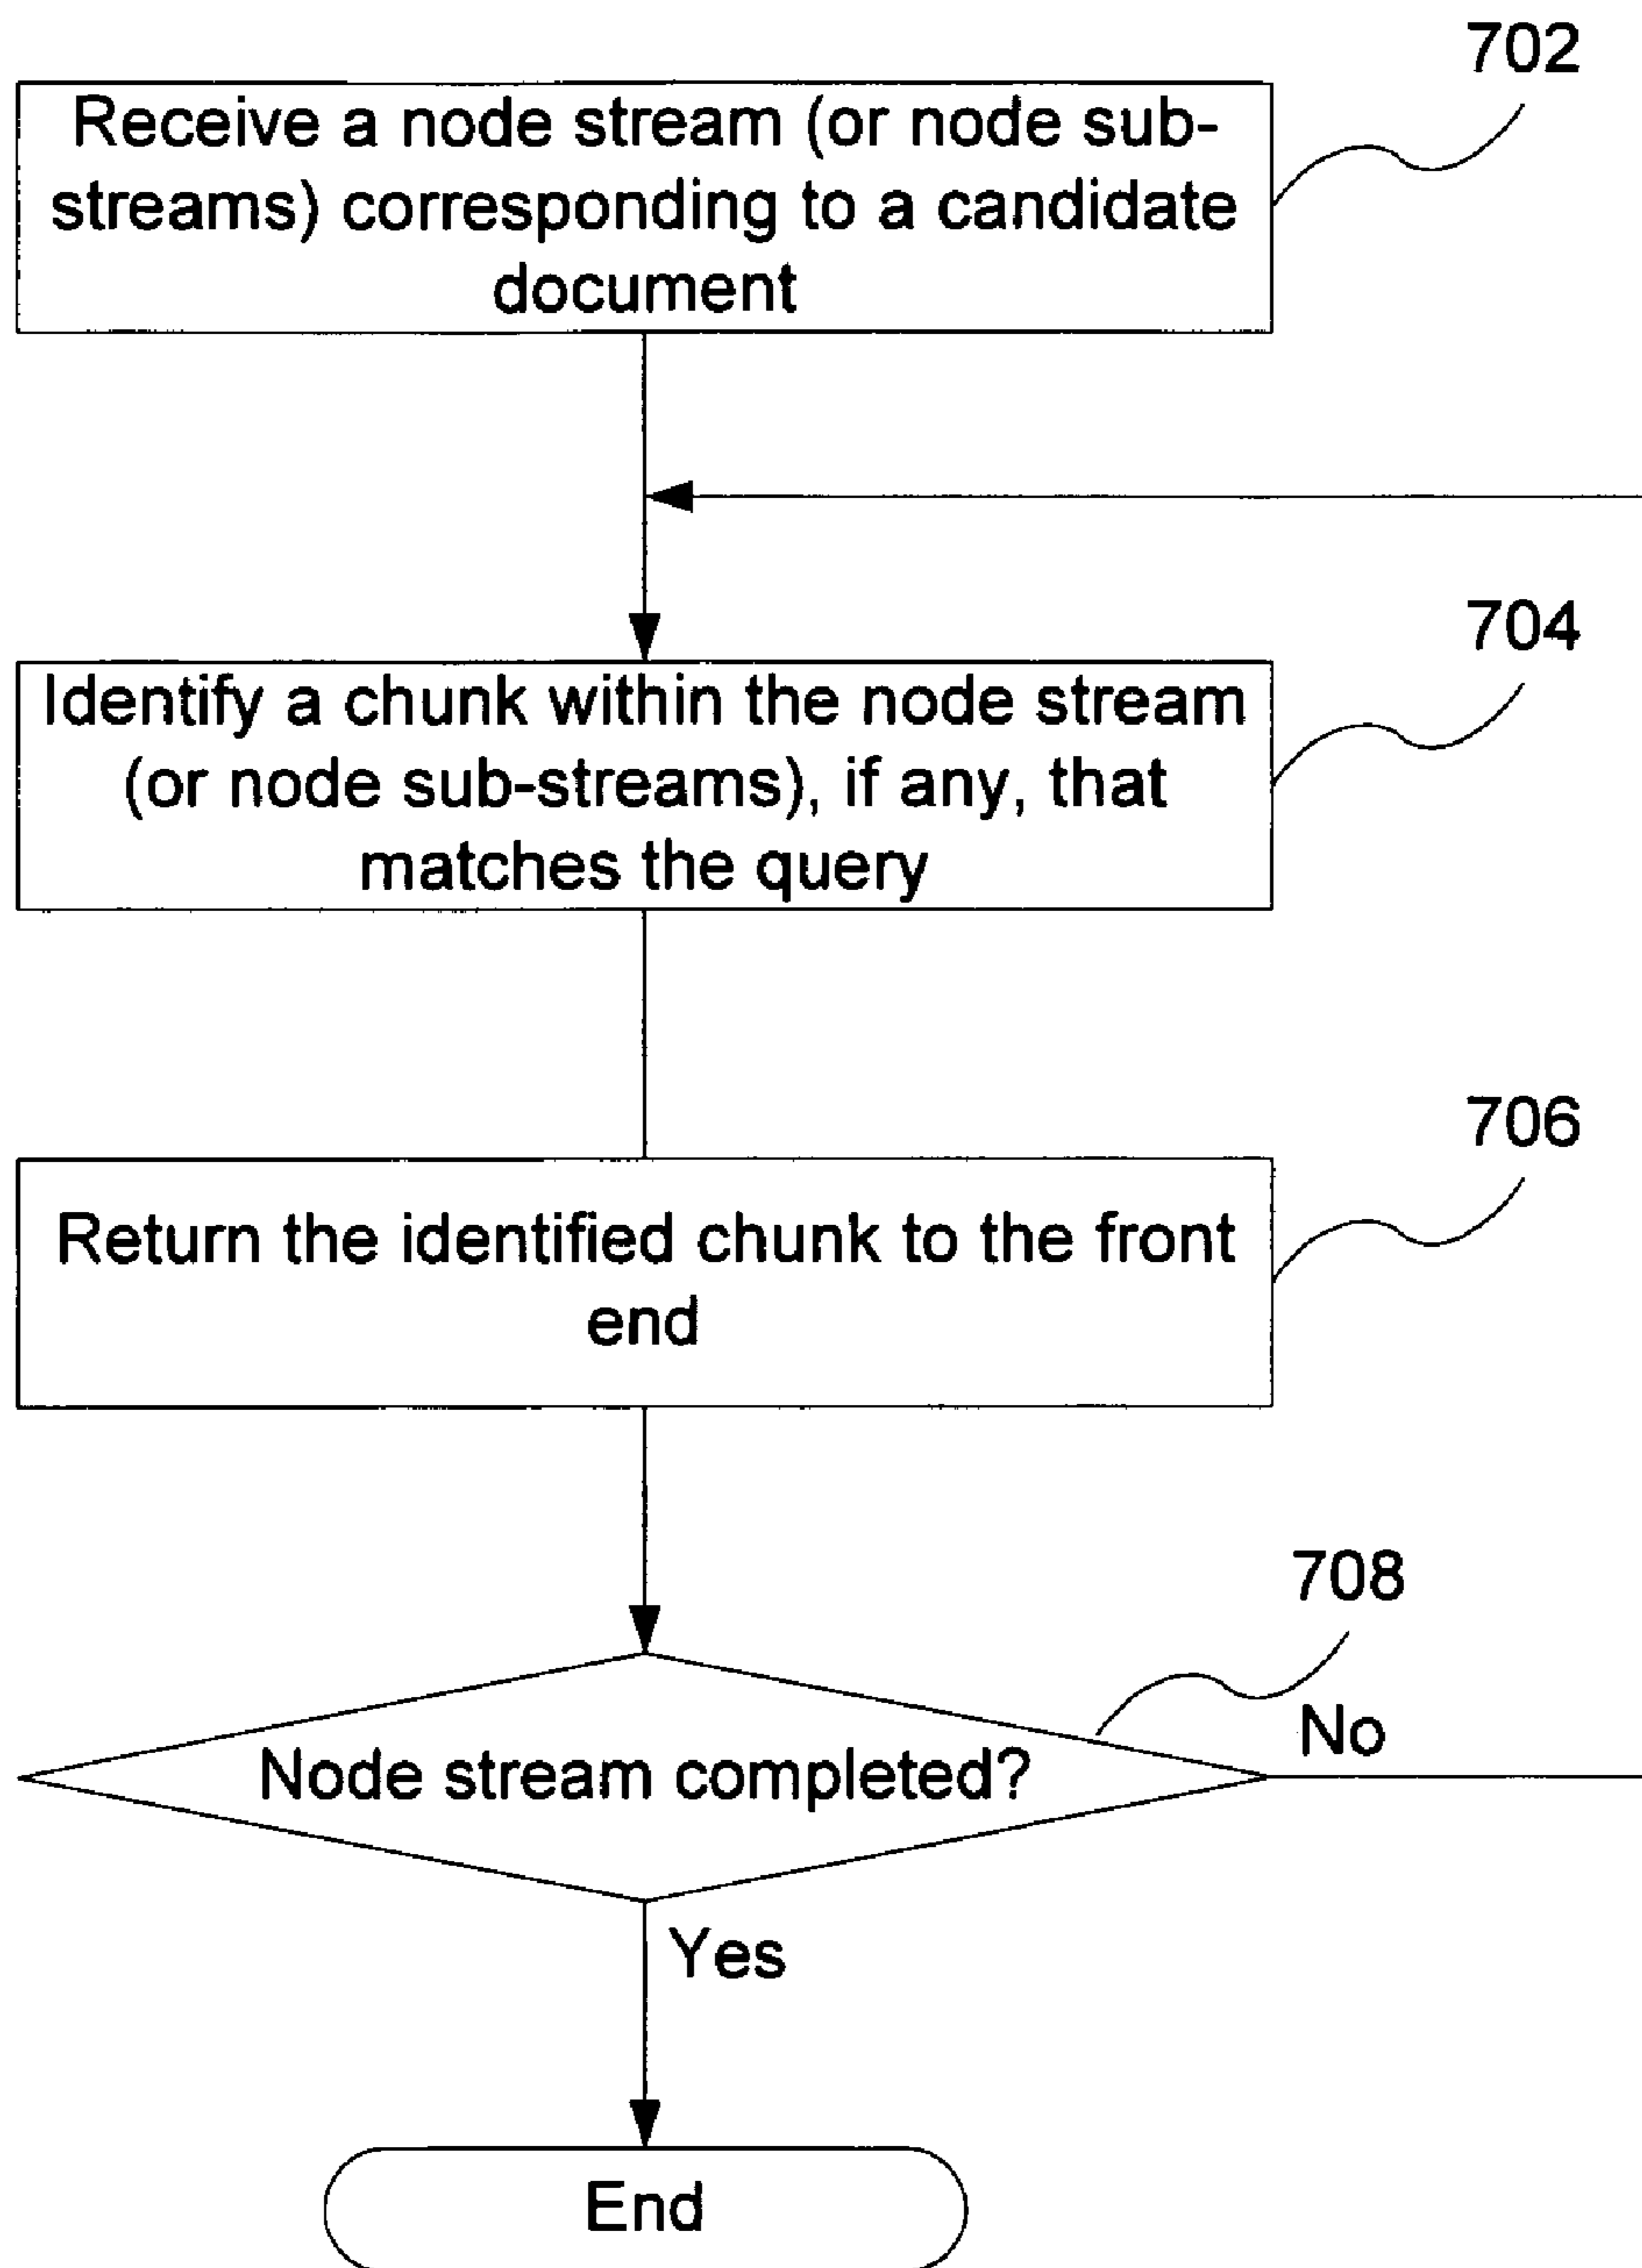 702
Receive a node stream (or node sub-
streams) corresponding to a candidate
document
704
Identify a chunk within the node stream
(or node sub-streams), if any, that
matches the query
706
Return the identified chunk to the front
end
708
No
Node stream completed?
Yes
End